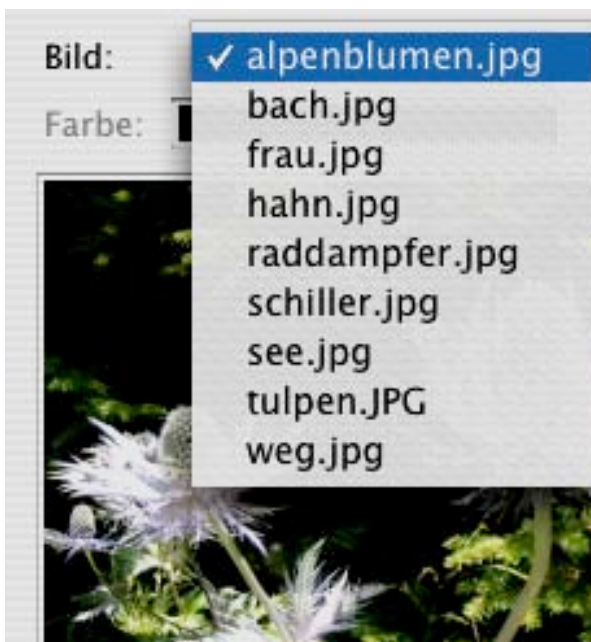 Bild:
✓ alpenblumen.jpg
bach.jpg
Farbe:
frau.jpg
hahn.jpg
raddampfer.jpg
schiller.jpg
see.jpg
tulpen.JPG
weg.jpg